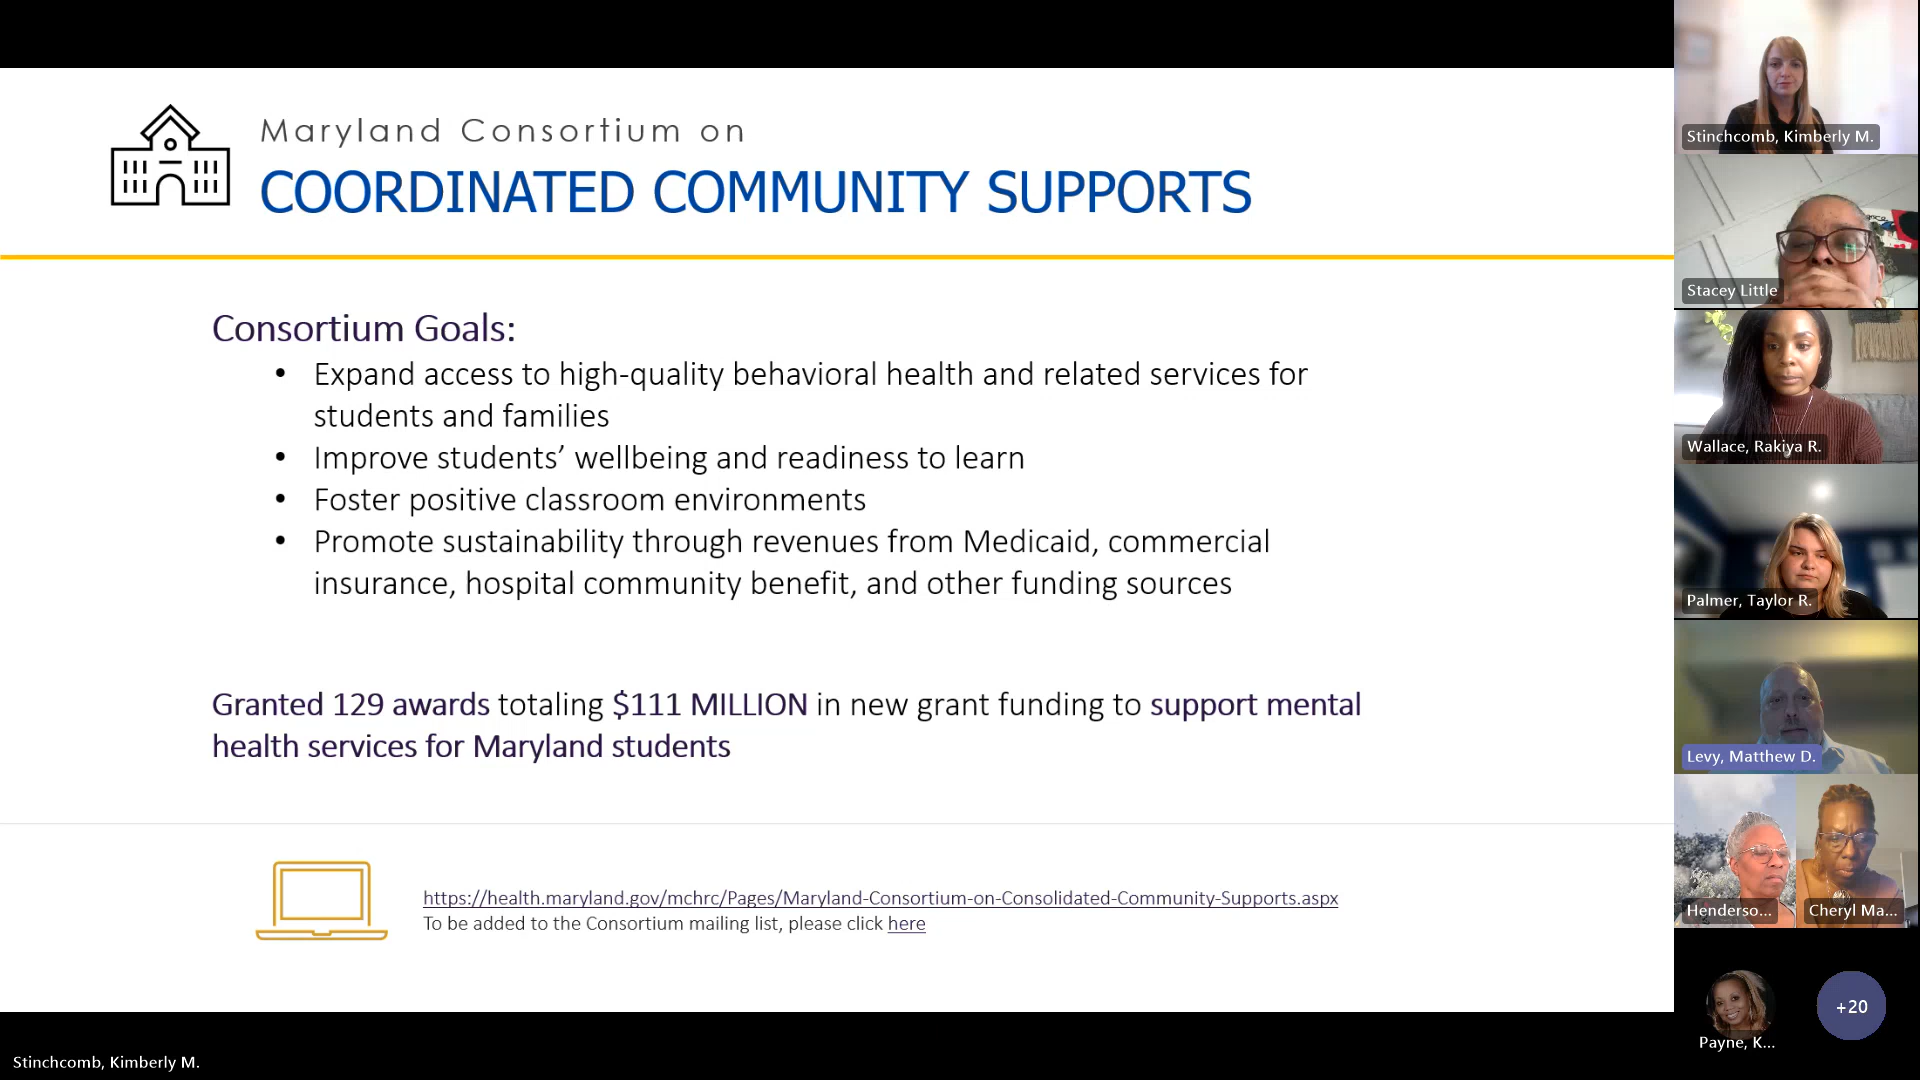 Maryland Consortium on
COORDINATED COMMUNITY SUPPORTS
Consortium Goals:
• Expand access to high-quality behavioral health and related services for
students and families
• Improve students’ wellbeing and readiness to learn
• Foster positive classroom environments
• Promote sustainability through revenues from Medicaid, commercial
insurance, hospital community benefit, and other funding sources
Granted 129 awards totaling $111 MILLION in new grant funding to support mental
health services for Maryland students
https://health.maryland.gov/mchrc/Pages/Maryland-Consortium-on-Consolidated-Community-Supports.aspx
To be added to the Consortium mailing list, please click here
Stinchcomb, Kimberly M.
Stinchcomb, Kimberly M.
Stacey Little
Wallace, Rakiya R.
Palmer, Taylor R.
Levy, Matthew D.
Henderso...
Cheryl Ma...
Payne, K...
+20